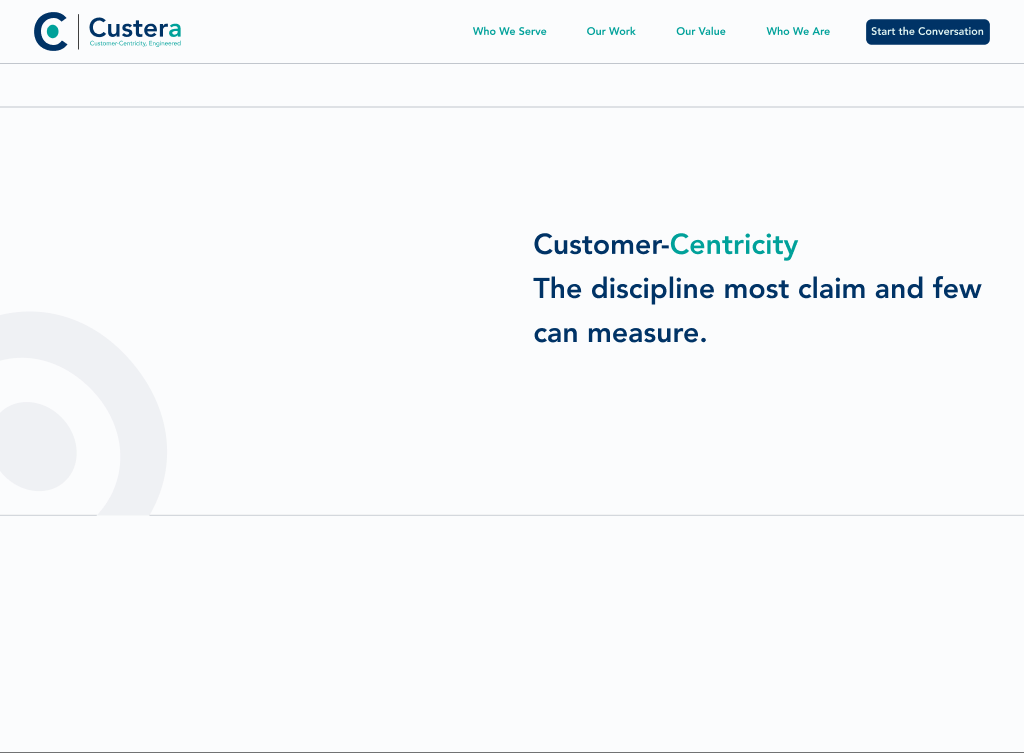 Custera
Customer-Centricity, Engineered
Who We Serve
Our Work
Our Value
Who We Are
Start the Conversation
Customer-Centricity
The discipline most claim and few
can measure.